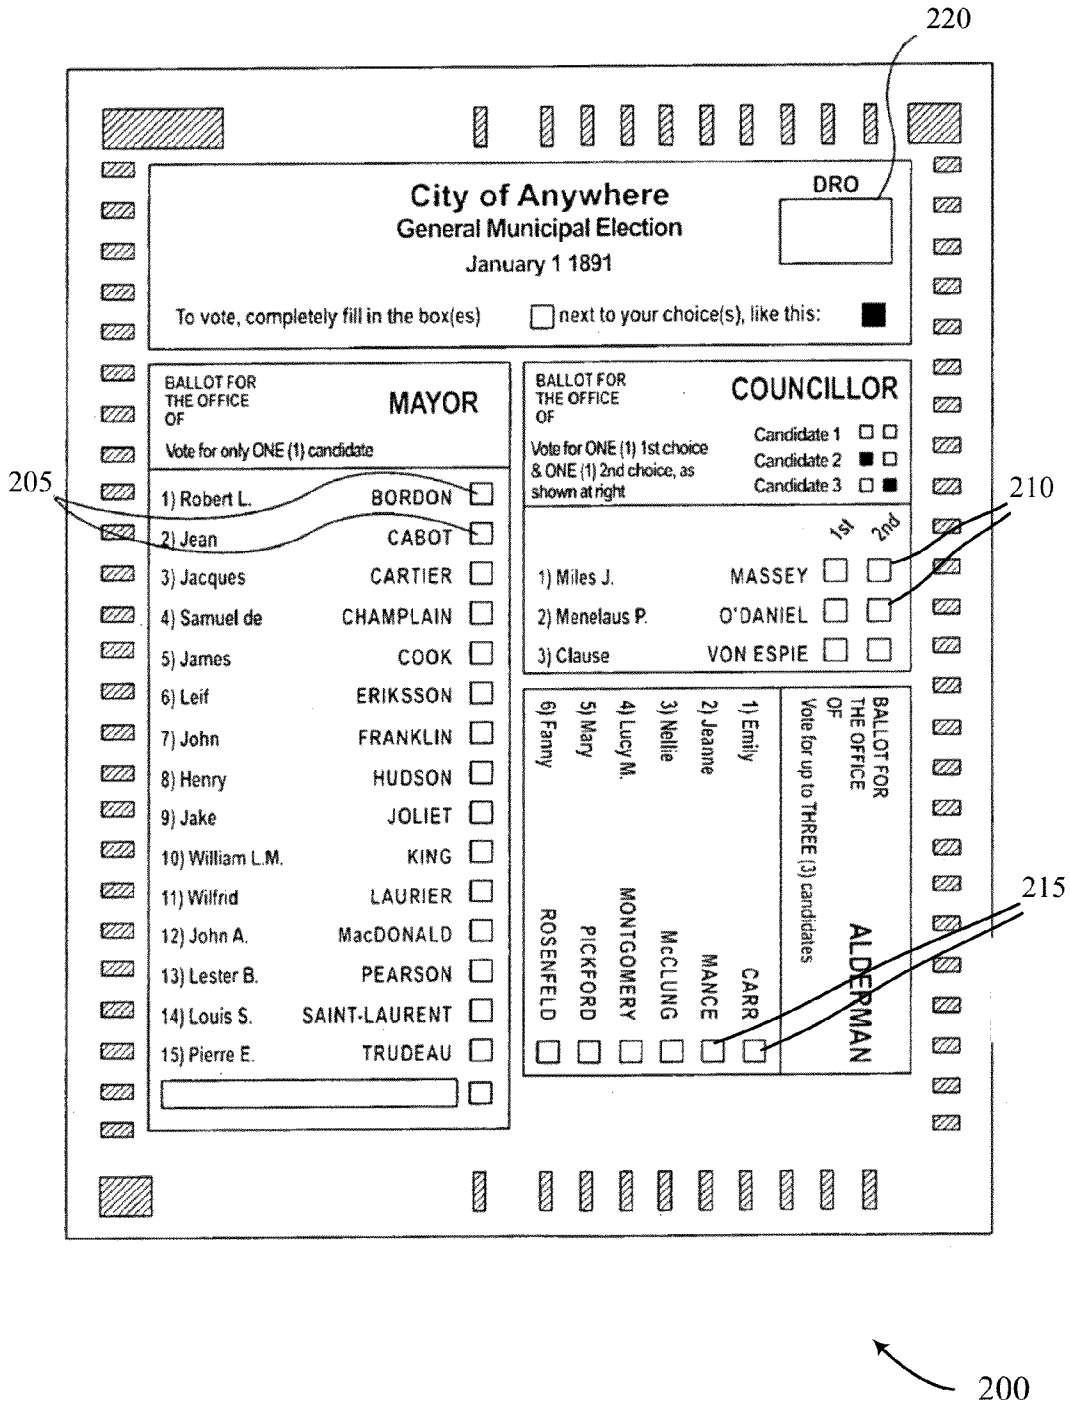 220
City of Anywhere
General Municipal Election
January 1 1891
DRO
To vote, completely fill in the box(es) next to your choice(s), like this:
BALLOT FOR
THE OFFICE
OF
MAYOR
Vote for only ONE (1) candidate
205
1) Robert L. BORDON
2) Jean CABOT
3) Jacques CARTIER
4) Samuel de CHAMPLAIN
5) James COOK
6) Leif ERIKSSON
7) John FRANKLIN
8) Henry HUDSON
9) Jake JOLIET
10) William L.M. KING
11) Wilfrid LAURIER
12) John A. MacDONALD
13) Lester B. PEARSON
14) Louis S. SAINT-LAURENT
15) Pierre E. TRUDEAU
BALLOT FOR
THE OFFICE
OF
COUNCILLOR
Vote for ONE (1) 1st choice
& ONE (1) 2nd choice, as
shown at right
Candidate 1
Candidate 2
Candidate 3
210
1st 2nd
1) Miles J. MASSEY
2) Menelaus P. O'DANIEL
3) Clause VON ESPIE
BALLOT FOR
THE OFFICE
OF
ALDERMAN
Vote for up to THREE (3) candidates
1) Emily CARR
2) Jeanne MANCE
3) Nellie McCLUNG
4) Lucy M. MONTGOMERY
5) Mary PICKFORD
6) Fanny ROSENFELD
215
200